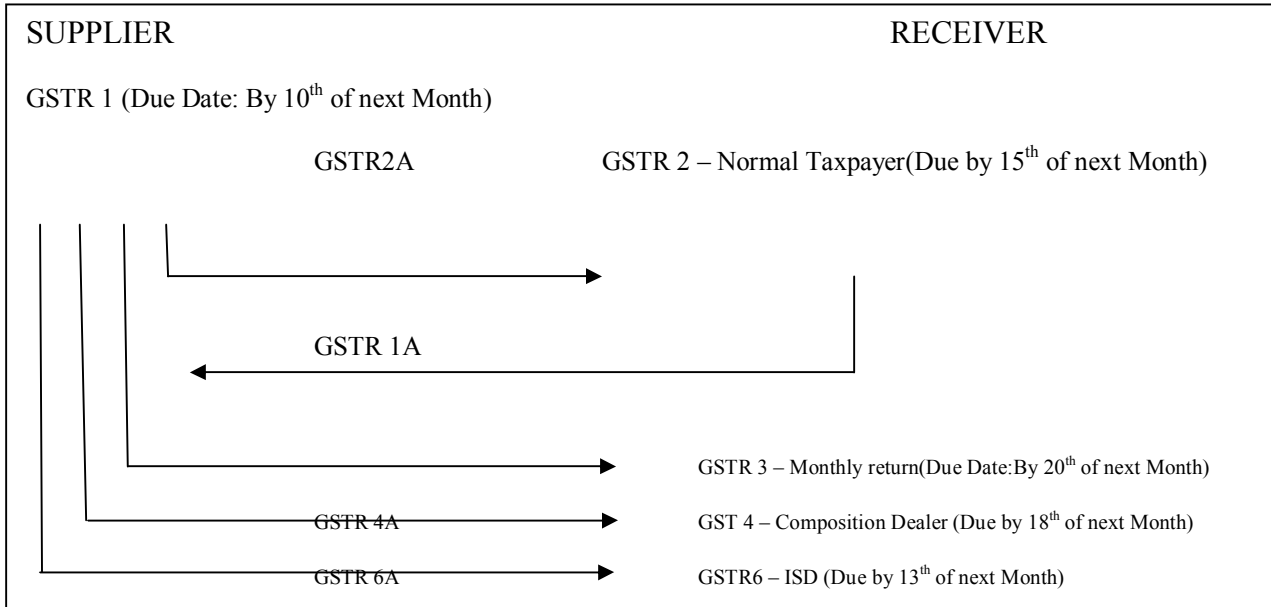 SUPPLIER RECEIVER
GSTR 1 (Due Date: By 10th of next Month)
GSTR2A GSTR 2 – Normal Taxpayer(Due by 15th of next Month)
GSTR 1A
GSTR 3 – Monthly return(Due Date:By 20th of next Month)
GSTR 4A GST 4 – Composition Dealer (Due by 18th of next Month)
GSTR 6A GSTR6 – ISD (Due by 13th of next Month)